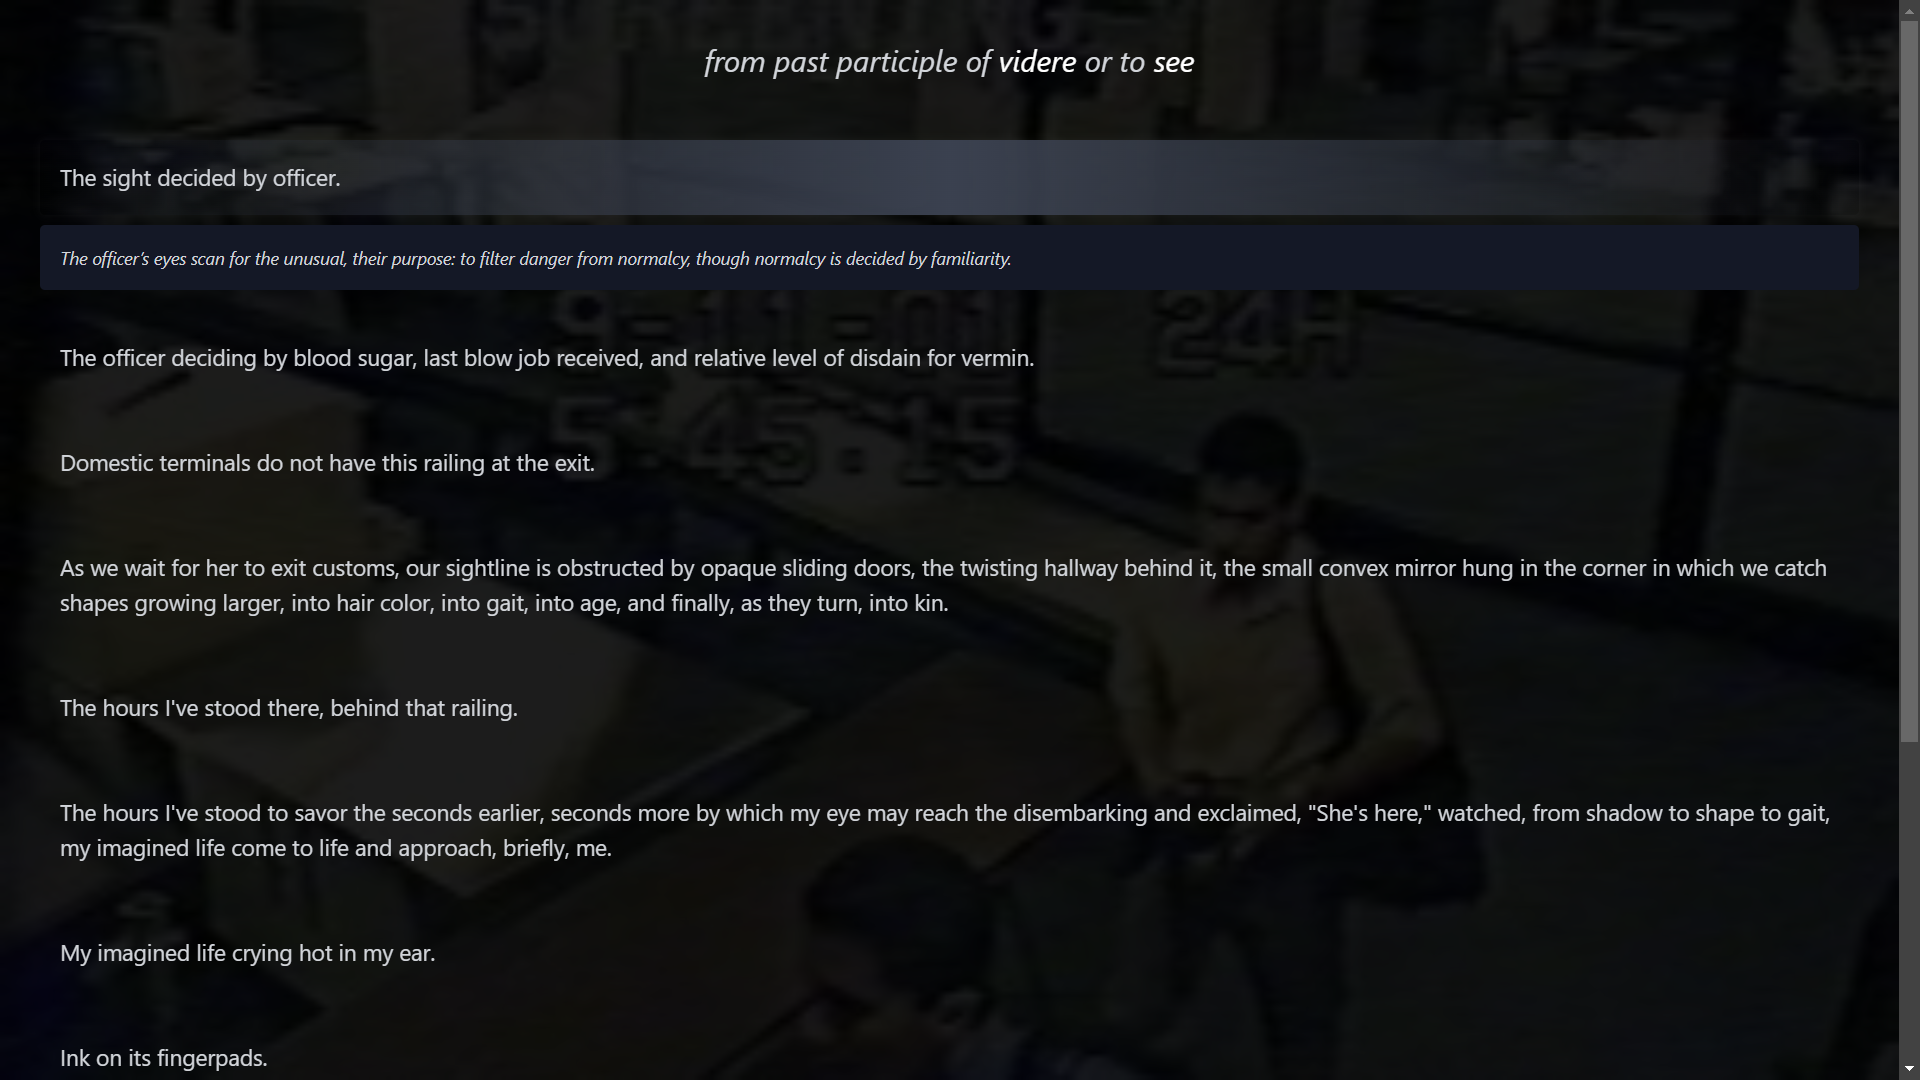 SCREENING
from past participle of videre or to see
The sight decided by officer.
The officer's eyes scan for the unusual, their purpose: to filter danger from normalcy, though normalcy is decided by familiarity.
9-11-01 24H
The officer deciding by blood sugar, last blow job received, and relative level of disdain for vermin.
5:45:15
Domestic terminals do not have this railing at the exit.
As we wait for her to exit customs, our sightline is obstructed by opaque sliding doors, the twisting hallway behind it, the small convex mirror hung in the corner in which we catch
shapes growing larger, into hair color, into gait, into age, and finally, as they turn, into kin.
The hours I've stood there, behind that railing.
The hours I've stood to savor the seconds earlier, seconds more by which my eye may reach the disembarking and exclaimed, "She's here," watched, from shadow to shape to gait,
my imagined life come to life and approach, briefly, me.
My imagined life crying hot in my ear.
Ink on its fingerpads.